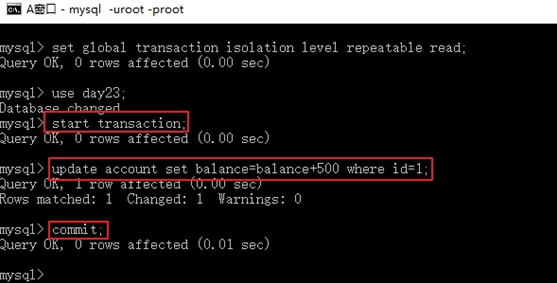 A窗口 - mysql -uroot -proot
mysql> set global transaction isolation level repeatable read;
Query OK, 0 rows affected (0.00 sec)
mysql> use day23;
Database changed
mysql> start transaction;
Query OK, 0 rows affected (0.00 sec)
mysql> update account set balance=balance+500 where id=1;
Query OK, 1 row affected (0.00 sec)
Rows matched: 1  Changed: 1  Warnings: 0
mysql> commit;
Query OK, 0 rows affected (0.01 sec)
mysql>